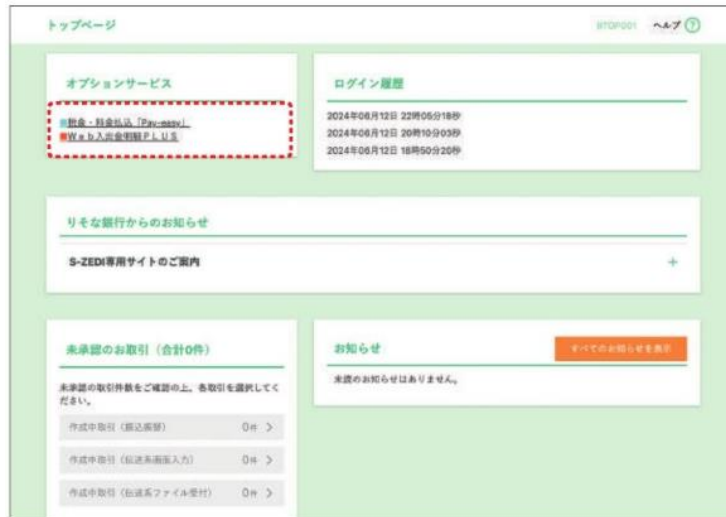 トップページ
BTOP001 ヘルプ ?
オプションサービス
■税金・料金払込「Pay-easy」
■Web入出金明細PLUS
ログイン履歴
2024年06月12日 22時05分18秒
2024年06月12日 20時10分03秒
2024年06月12日 18時50分20秒
りそな銀行からのお知らせ
S-ZEDI専用サイトのご案内 +
未承認のお取引（合計0件）
未承認の取引件数をご確認の上、各取引を選択してく
ださい。
作成中取引（振込振替） 0件 >
作成中取引（伝送系画面入力） 0件 >
作成中取引（伝送系ファイル受付） 0件 >
お知らせ
すべてのお知らせを表示
未読のお知らせはありません。